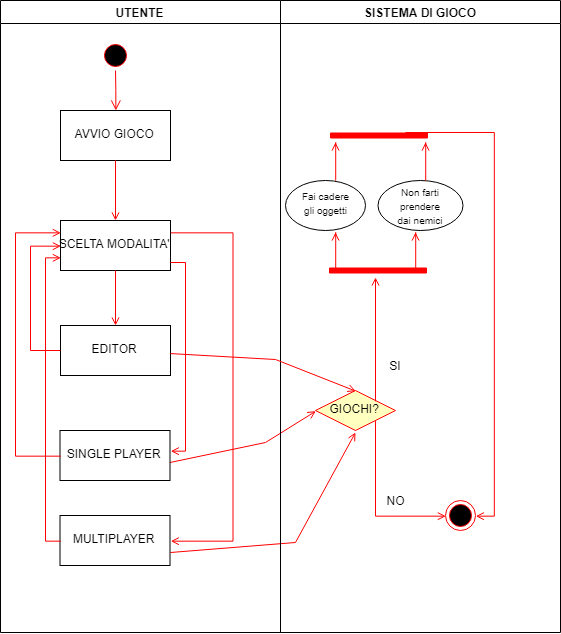 UTENTE
SISTEMA DI GIOCO
AVVIO GIOCO
Fai cadere
gli oggetti
Non farti
prendere
dai nemici
SCELTA MODALITA'
EDITOR
SI
GIOCHI?
SINGLE PLAYER
NO
MULTIPLAYER